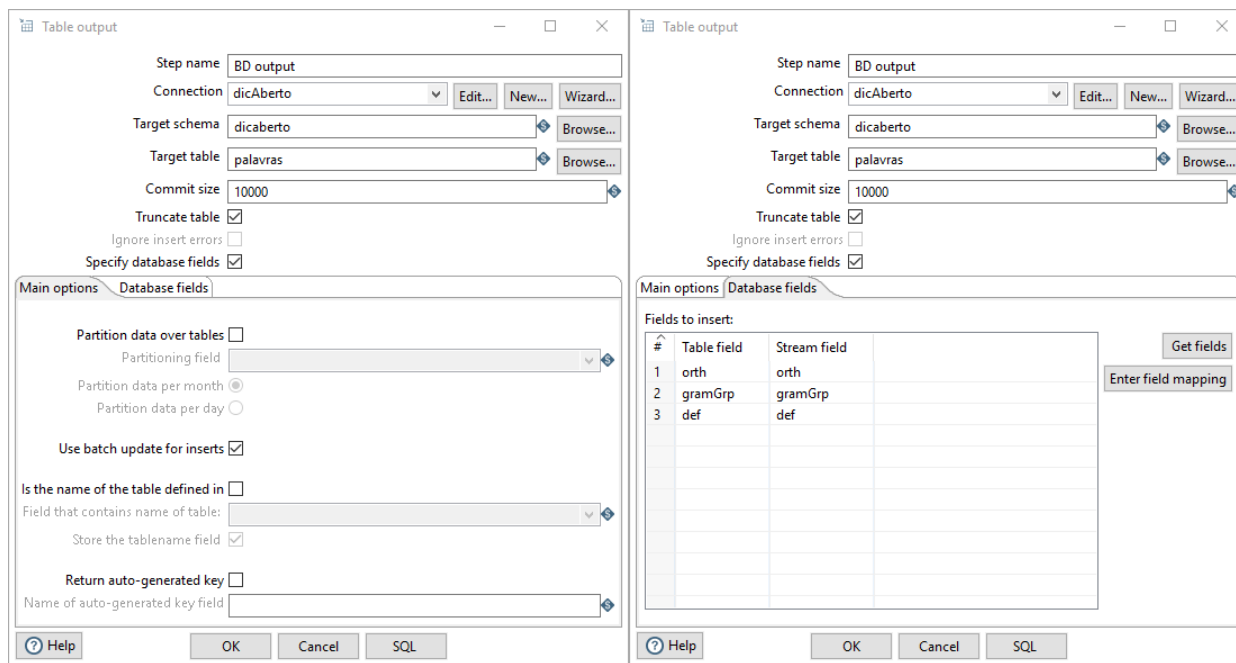 Table output
Step name BD output
Connection dicAberto Edit... New... Wizard...
Target schema dicaberto Browse...
Target table palavras Browse...
Commit size 10000
Truncate table
Ignore insert errors
Specify database fields
Main options Database fields
Partition data over tables
Partitioning field
Partition data per month
Partition data per day
Use batch update for inserts
Is the name of the table defined in
Field that contains name of table:
Store the tablename field
Return auto-generated key
Name of auto-generated key field
Help OK Cancel SQL
Table output
Step name BD output
Connection dicAberto Edit... New... Wizard...
Target schema dicaberto Browse...
Target table palavras Browse...
Commit size 10000
Truncate table
Ignore insert errors
Specify database fields
Main options Database fields
Fields to insert:
# Table field Stream field Get fields
1 orth orth
Enter field mapping
2 gramGrp gramGrp
3 def def
Help OK Cancel SQL